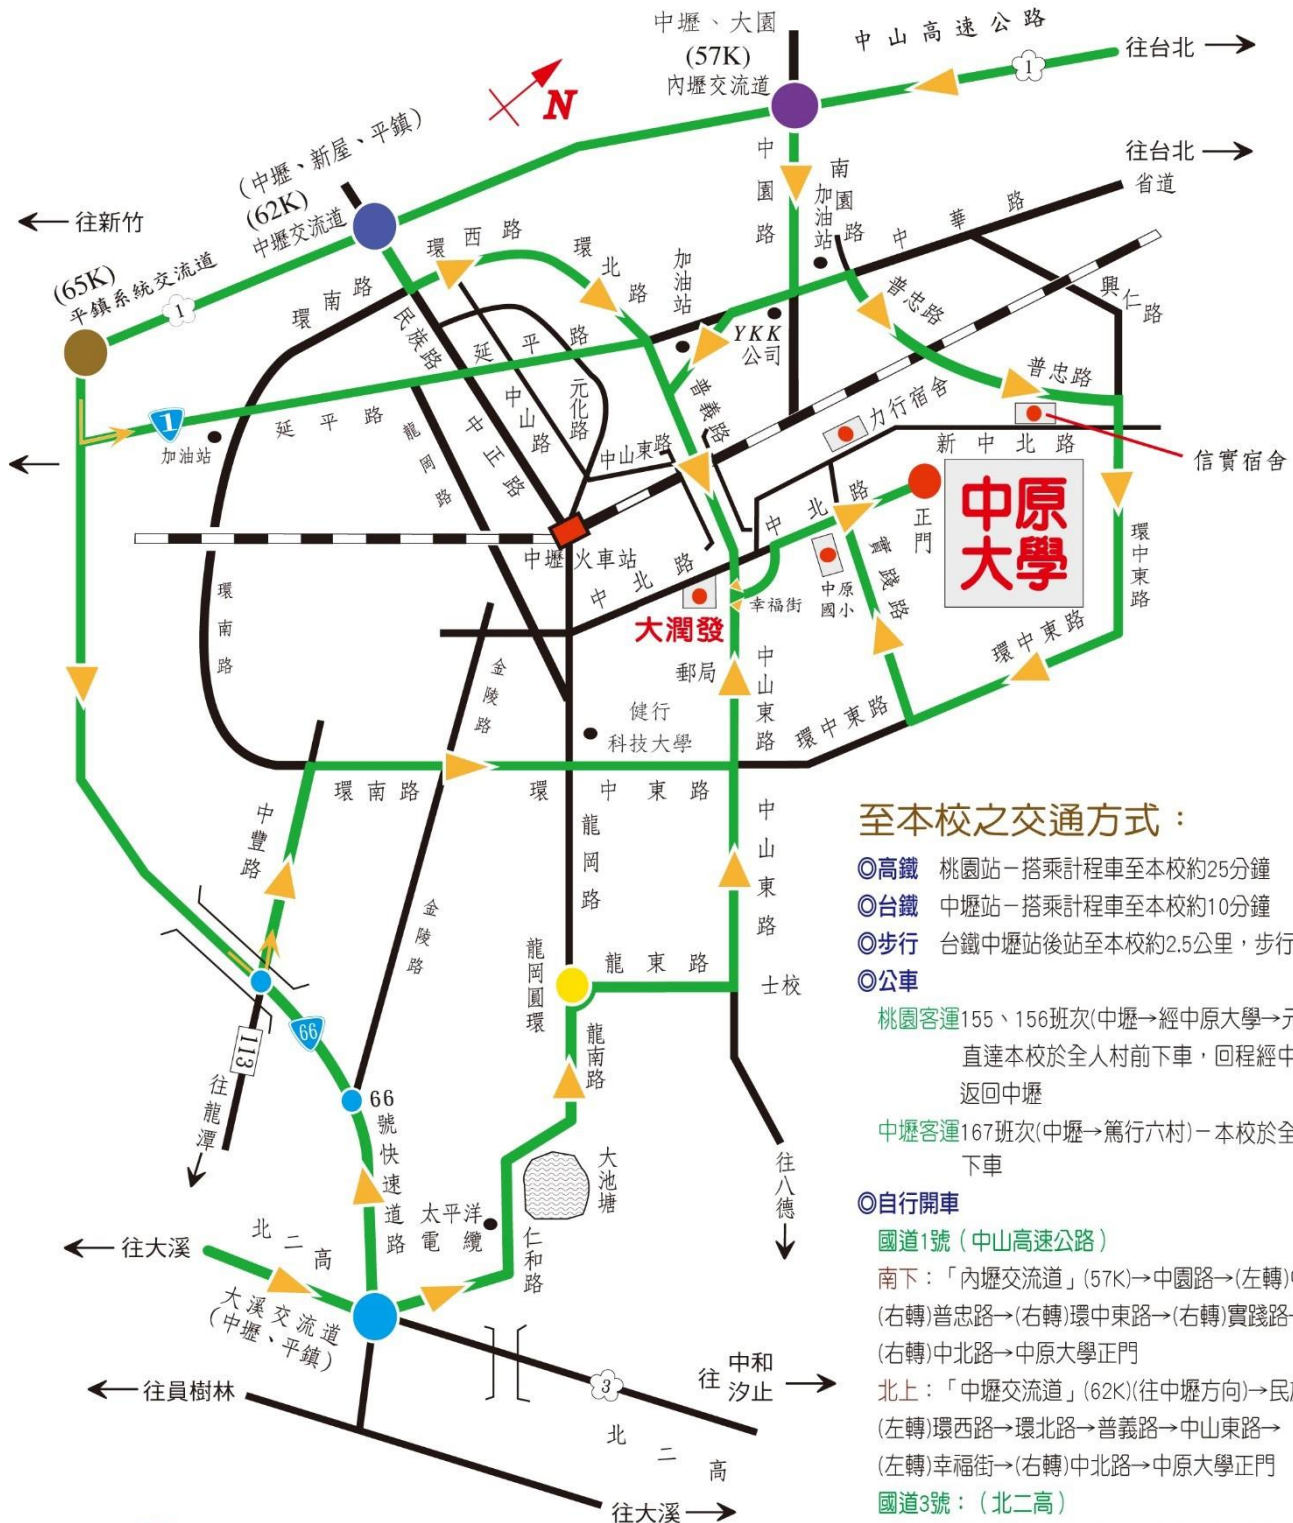 中壢、大園
(57K)
內壢交流道
中山高速公路
1
往台北
N
往台北
省道
(中壢、新屋、平鎮)
(62K)
中壢交流道
往新竹
(65K)
平鎮系統交流道
1
環南路
環西路
環北路
加油站
中園路
南園路
加油站
中華路
興仁路
普忠路
普忠路
民族路
延平路
YKK
公司
普義路
力行宿舍
新中北路
信實宿舍
1
加油站
延平路
龍岡路
中正路
中山路
元化路
中山東路
中北路
正門
中原
大學
環中東路
中壢火車站
中北路
實踐路
中原
國小
幸福街
大潤發
環南路
金陵路
郵局
中山東路
環中東路
環中東路
健行
科技大學
環南路
環中東路
中豐路
龍岡路
中山東路
金陵路
龍岡圓環
龍東路
士校
66
113
往龍潭
66
號快速道路
龍南路
大池塘
往八德
太平洋
電纜
仁和路
北二高
往大溪
大溪交流道
(中壢、平鎮)
往員樹林
3
往
中和
汐止
北二高
往大溪
至本校之交通方式：
◎高鐵 桃園站－搭乘計程車至本校約25分鐘
◎台鐵 中壢站－搭乘計程車至本校約10分鐘
◎步行 台鐵中壢站後站至本校約2.5公里，步行
◎公車
桃園客運155、156班次(中壢→經中原大學→元
直達本校於全人村前下車，回程經中
返回中壢
中壢客運167班次(中壢→篤行六村)－本校於全
下車
◎自行開車
國道1號（中山高速公路）
南下：「內壢交流道」(57K)→中園路→(左轉)
(右轉)普忠路→(右轉)環中東路→(右轉)實踐路
(右轉)中北路→中原大學正門
北上：「中壢交流道」(62K)(往中壢方向)→民
(左轉)環西路→環北路→普義路→中山東路→
(左轉)幸福街→(右轉)中北路→中原大學正門
國道3號：（北二高）